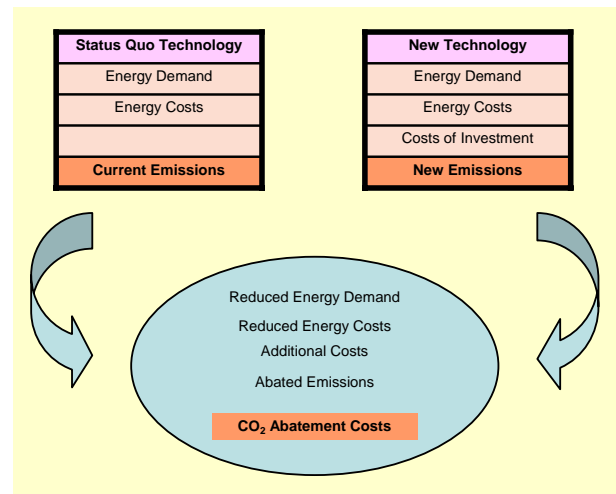 Status Quo Technology
Energy Demand
Energy Costs
Current Emissions
New Technology
Energy Demand
Energy Costs
Costs of Investment
New Emissions
Reduced Energy Demand
Reduced Energy Costs
Additional Costs
Abated Emissions
CO₂ Abatement Costs